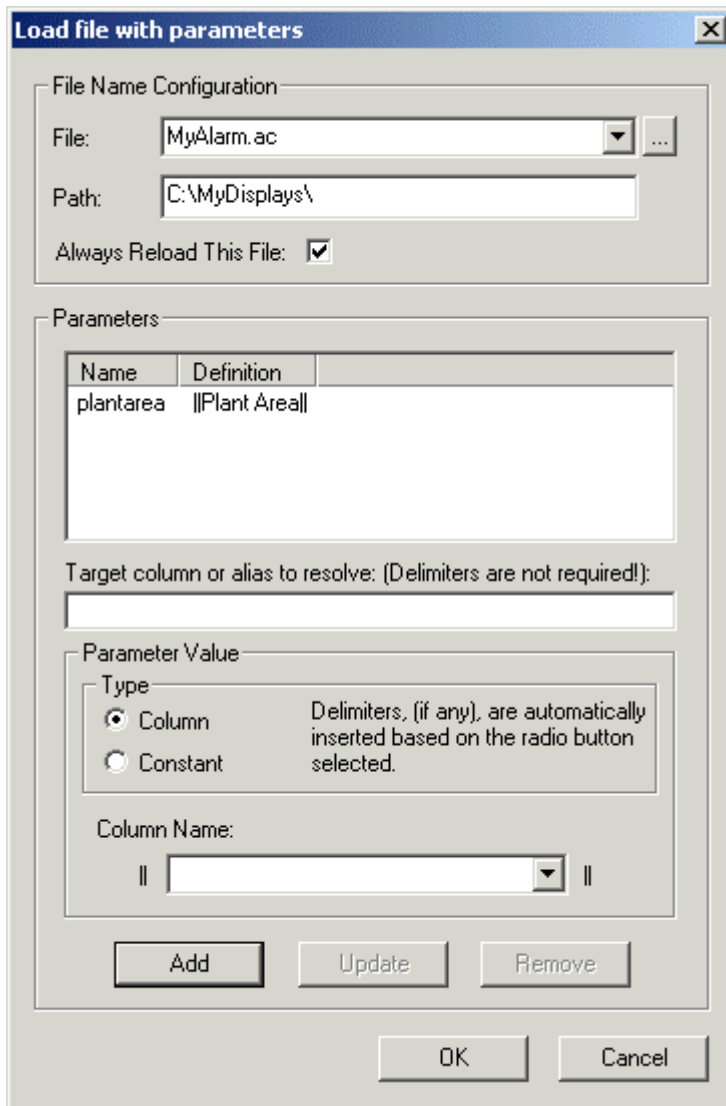 Load file with parameters
File Name Configuration
File: MyAlarm.ac ...
Path: C:\MyDisplays\
Always Reload This File:
Parameters
Name Definition
plantarea ||Plant Area||
Target column or alias to resolve: (Delimiters are not required!):
Parameter Value
Type
Column
Constant
Delimiters, (if any), are automatically
inserted based on the radio button
selected.
Column Name:
|| ||
Add Update Remove
OK Cancel